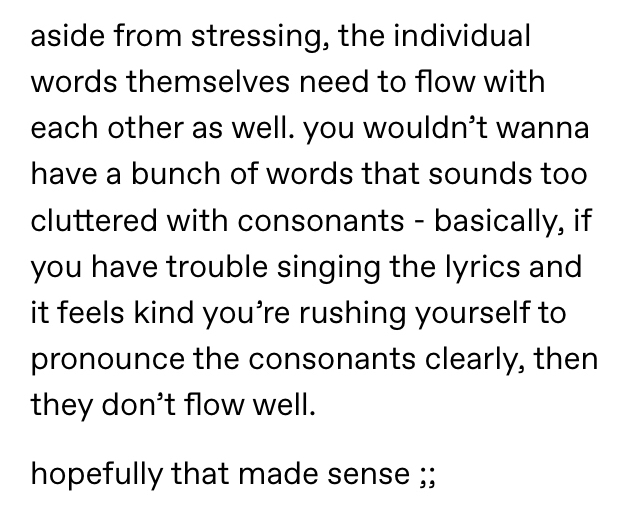 aside from stressing, the individual
words themselves need to flow with
each other as well. you wouldn’t wanna
have a bunch of words that sounds too
cluttered with consonants - basically, if
you have trouble singing the lyrics and
it feels kind you’re rushing yourself to
pronounce the consonants clearly, then
they don’t flow well.
hopefully that made sense ;;